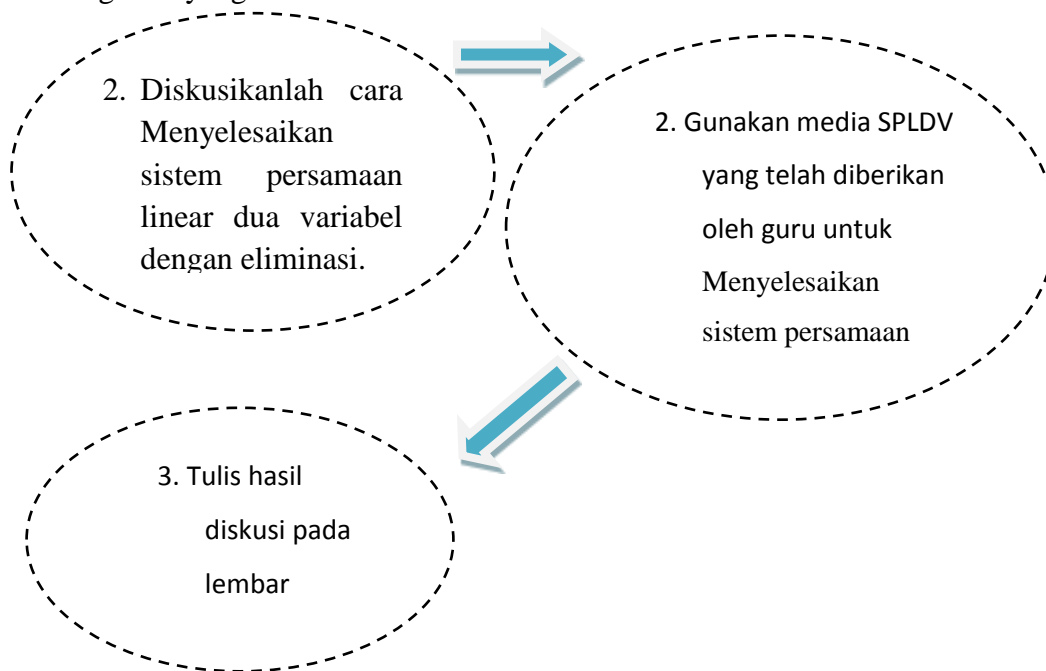 2. Diskusikanlah cara
Menyelesaikan
sistem persamaan
linear dua variabel
dengan eliminasi.
2. Gunakan media SPLDV
yang telah diberikan
oleh guru untuk
Menyelesaikan
sistem persamaan
3. Tulis hasil
diskusi pada
lembar